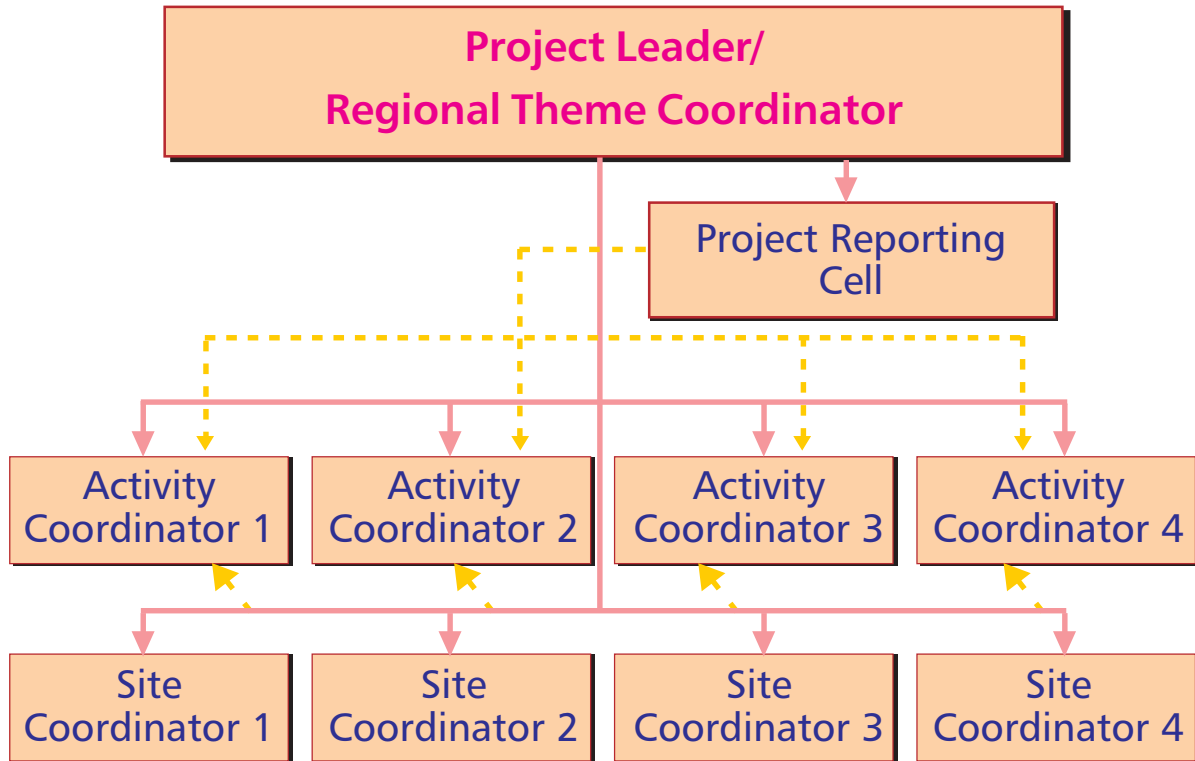 Project Leader/
Regional Theme Coordinator
Project Reporting
Cell
Activity
Coordinator 1
Activity
Coordinator 2
Activity
Coordinator 3
Activity
Coordinator 4
Site
Coordinator 1
Site
Coordinator 2
Site
Coordinator 3
Site
Coordinator 4